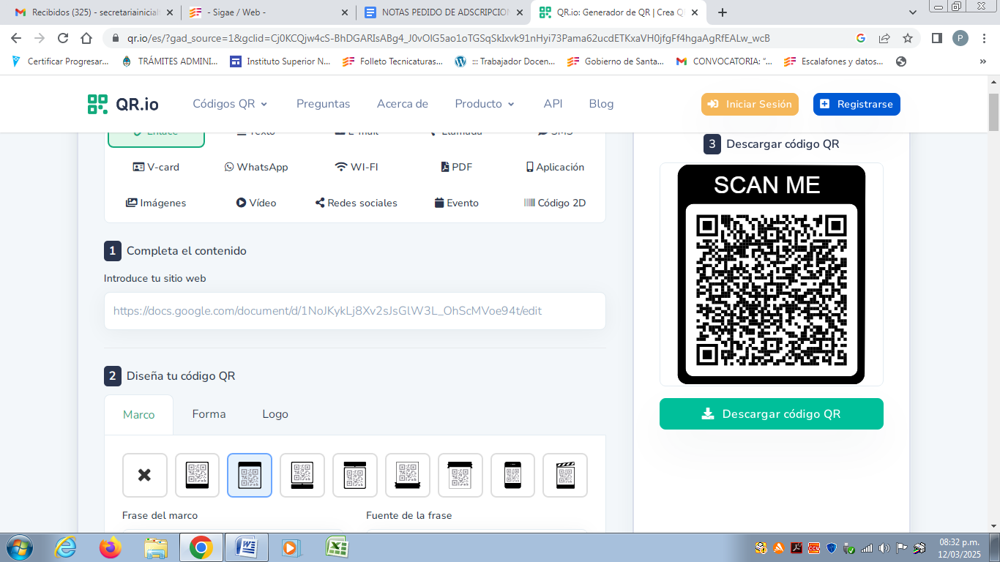 Recibidos (325) - secretariainicial
- Sigae / Web -
NOTAS PEDIDO DE ADSCRIPCION
QR.io: Generador de QR | Crea Q
qr.io/es/?gad_source=1&gclid=Cj0KCQjw4cS-BhDGARIsABg4_J0vOIG5ao1oTGSqSkIxvk91nHyi73Pama62ucdETKxaVH0jfgFf4hgaAgRfEALw_wcB
P
Certificar Progresar...
TRÁMITES ADMINI...
Instituto Superior N...
Folleto Tecnicaturas...
::: Trabajador Docen...
Gobierno de Santa...
CONVOCATORIA: "...
Escalafones y datos...
»
QR.io
Códigos QR
Preguntas
Acerca de
Producto
API
Blog
Iniciar Sesión
Registrarse
Enlace
Texto
E-mail
Llamada
SMS
V-card
WhatsApp
WI-FI
PDF
Aplicación
Imágenes
Vídeo
Redes sociales
Evento
Código 2D
1 Completa el contenido
Introduce tu sitio web
https://docs.google.com/document/d/1NoJKykLj8Xv2sJsGlW3L_OhScMVoe94t/edit
2 Diseña tu código QR
Marco
Forma
Logo
Frase del marco
Fuente de la frase
3 Descargar código QR
SCAN ME
Descargar código QR
08:32 p.m.
12/03/2025